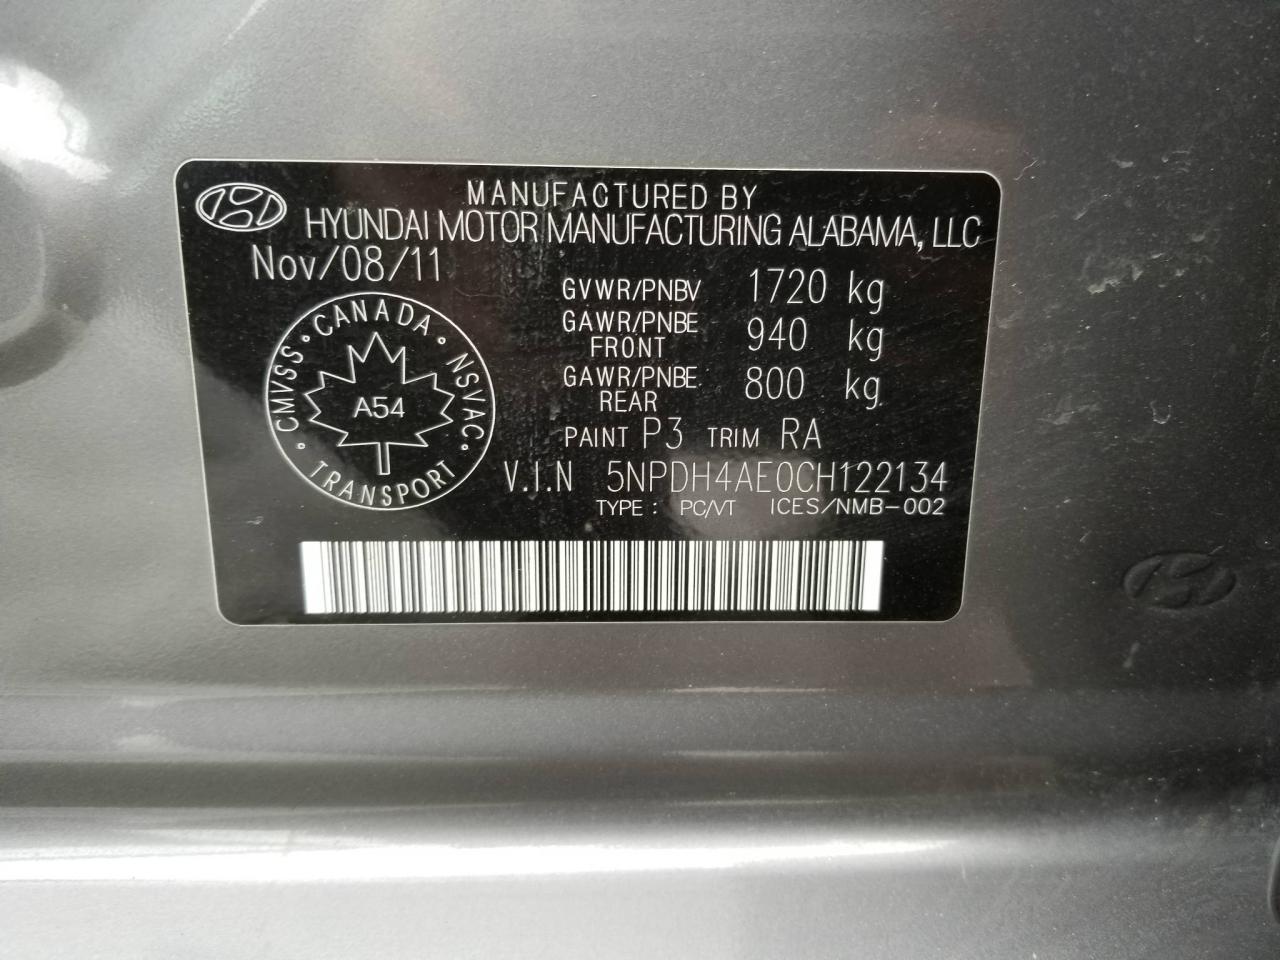 MANUFACTURED BY
HYUNDAI MOTOR MANUFACTURING ALABAMA, LLC
Nov/08/11
GVWR/PNBV 1720 kg
GAWR/PNBE FRONT 940 kg
GAWR/PNBE REAR 800 kg
CMVSS · CANADA · NSVAC · TRANSPORT ·
A54
PAINT P3 TRIM RA
V.I.N 5NPDH4AE0CH122134
TYPE : PC/VT ICES/NMB-002